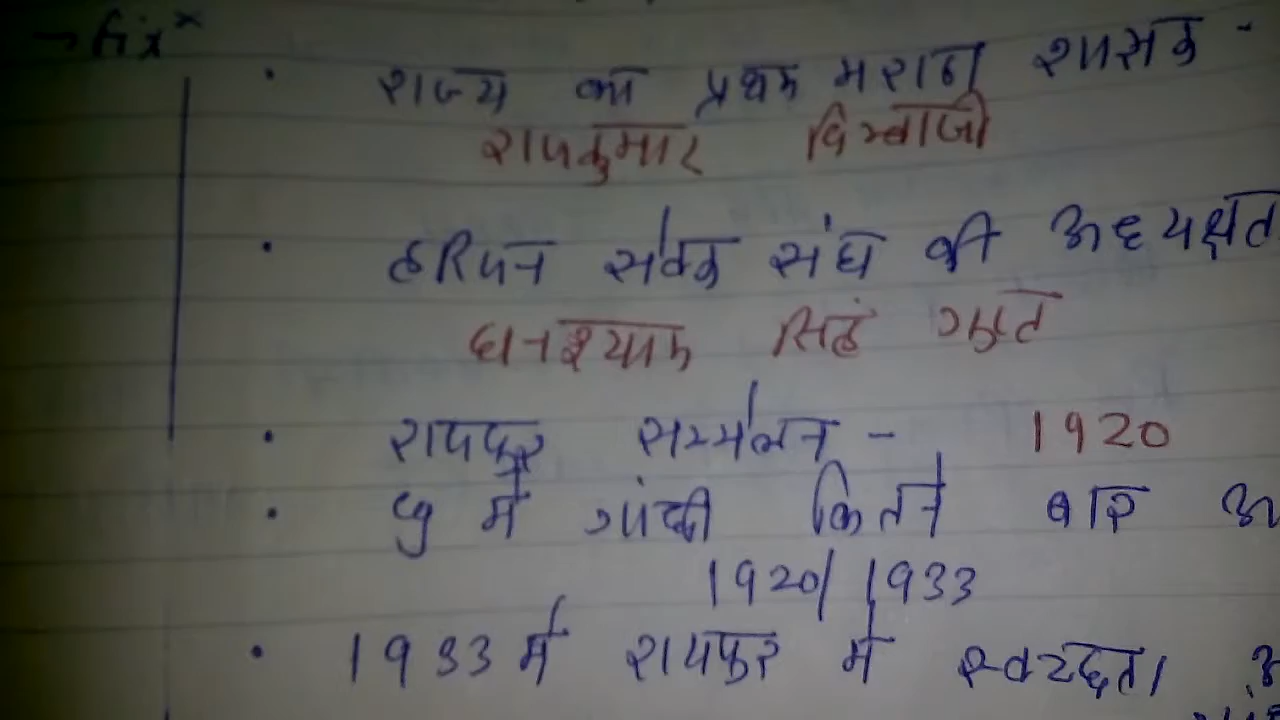 • राज्य का प्रथम मराठा शासक -
राजकुमार बिम्बाजी
• हरिजन सेवक संघ की अध्यक्षत
घनश्याम सिंह गुप्त
• रायपुर सम्मेलन - 1920
• छग में गांधी कितने बार आ
1920/1933
• 1933 में रायपुर में स्वच्छता